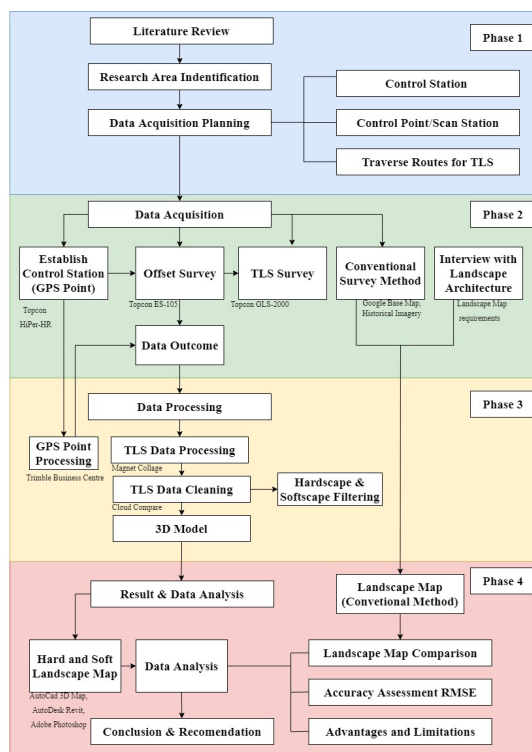 Literature Review
Phase 1
Research Area Indentification
Data Acquisition Planning
Control Station
Control Point/Scan Station
Traverse Routes for TLS
Data Acquisition
Phase 2
Establish
Control Station
(GPS Point)
Topcon
HiPer-HR
Offset Survey
Topcon ES-105
TLS Survey
Topcon GLS-2000
Conventional
Survey Method
Google Base Map,
Historical Imagery
Interview with
Landscape
Architecture
Landscape Map
requirements
Data Outcome
Phase 3
Data Processing
GPS Point
Processing
Trimble Business Centre
TLS Data Processing
Magnet Collage
TLS Data Cleaning
Cloud Compare
Hardscape &
Softscape Filtering
3D Model
Phase 4
Result & Data Analysis
Landscape Map
(Convetional Method)
Hard and Soft
Landscape Map
AutoCad 3D Map,
AutoDesk Revit,
Adobe Photoshop
Data Analysis
Landscape Map Comparison
Accuracy Assessment RMSE
Advantages and Limitations
Conclusion & Recomendation